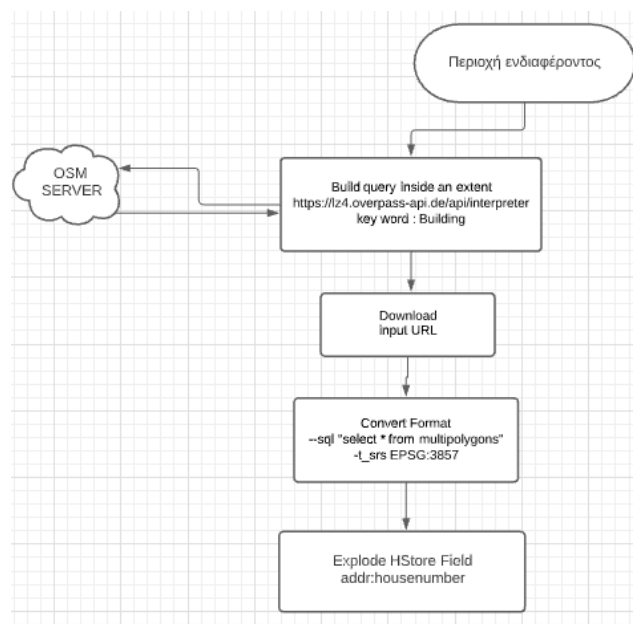 Περιοχή ενδιαφέροντος
OSM
SERVER
Build query inside an extent
https://lz4.overpass-api.de/api/interpreter
key word : Building
Download
input URL
Convert Format
--sql "select * from multipolygons"
-t_srs EPSG:3857
Explode HStore Field
addr:housenumber